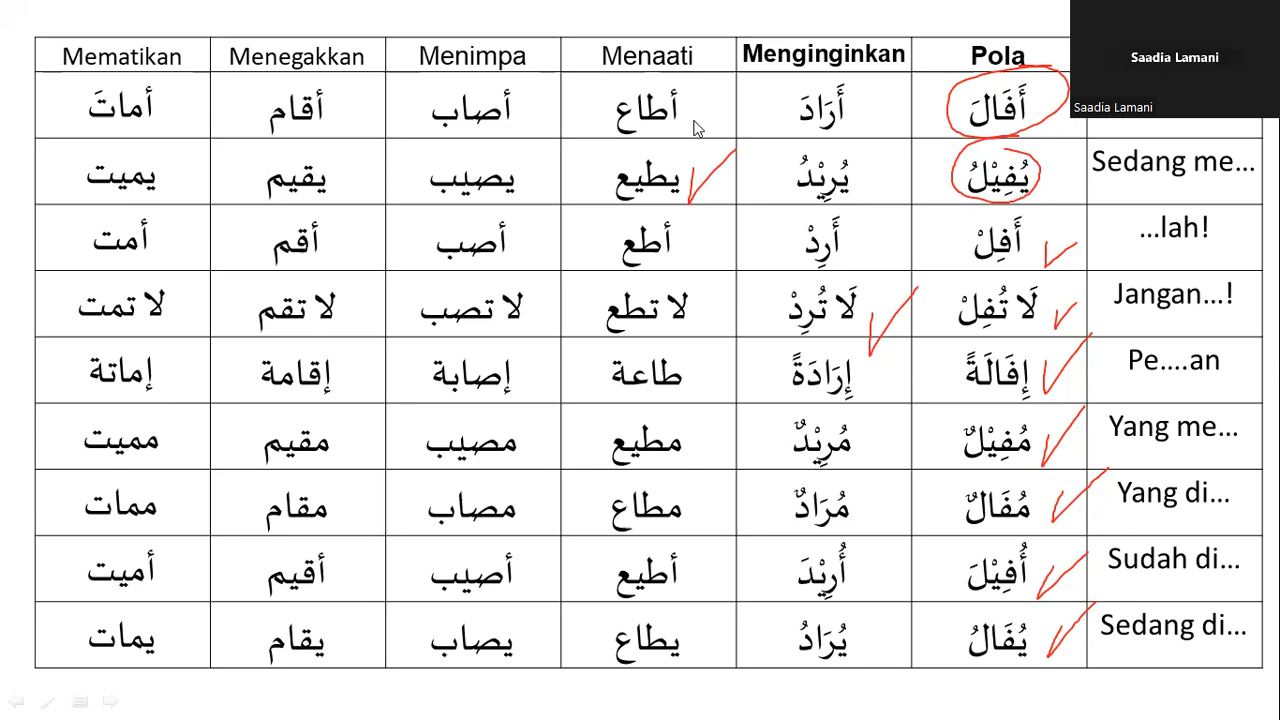 Saadia Lamani
Saadia Lamani
Mematikan Menegakkan Menimpa Menaati Menginginkan Pola
أماتَ أقام أصاب أطاع أَرَادَ أَفَالَ
يميت يقيم يصيب يطيع يُرِيْدُ يُفِيْلُ Sedang me...
أمت أقم أصب أطع أَرِدْ أَفِلْ ...lah!
لا تمت لا تقم لا تصب لا تطع لَا تُرِدْ لَا تُفِلْ Jangan...!
إماتة إقامة إصابة طاعة إِرَادَةً إِفَالَةً Pe....an
مميت مقيم مصيب مطيع مُرِيْدٌ مُفِيْلٌ Yang me...
ممات مقام مصاب مطاع مُرَادٌ مُفَالٌ Yang di...
أميت أقيم أصيب أطيع أُرِيْدَ أُفِيْلَ Sudah di...
يمات يقام يصاب يطاع يُرَادُ يُفَالُ Sedang di...